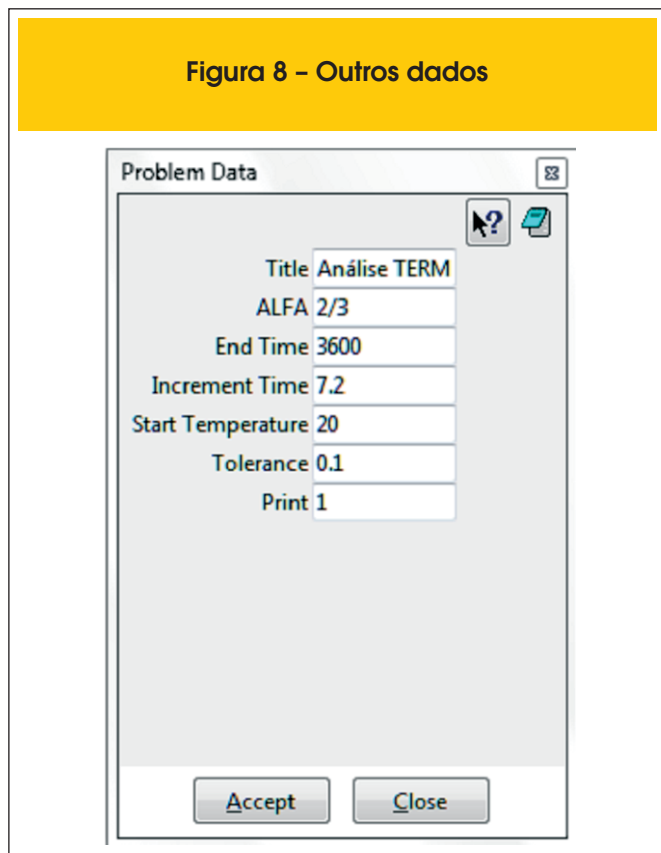 Figura 8 – Outros dados
Problem Data
?
Title Análise TERM
ALFA 2/3
End Time 3600
Increment Time 7.2
Start Temperature 20
Tolerance 0.1
Print 1
Accept Close